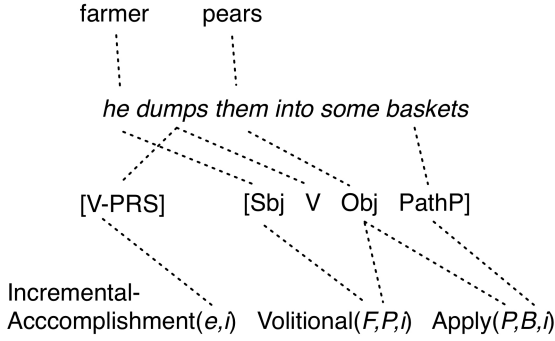 farmer pears
he dumps them into some baskets
[V-PRS] [Sbj V Obj PathP]
Incremental-
Acccomplishment(e,i) Volitional(F,P,i) Apply(P,B,i)